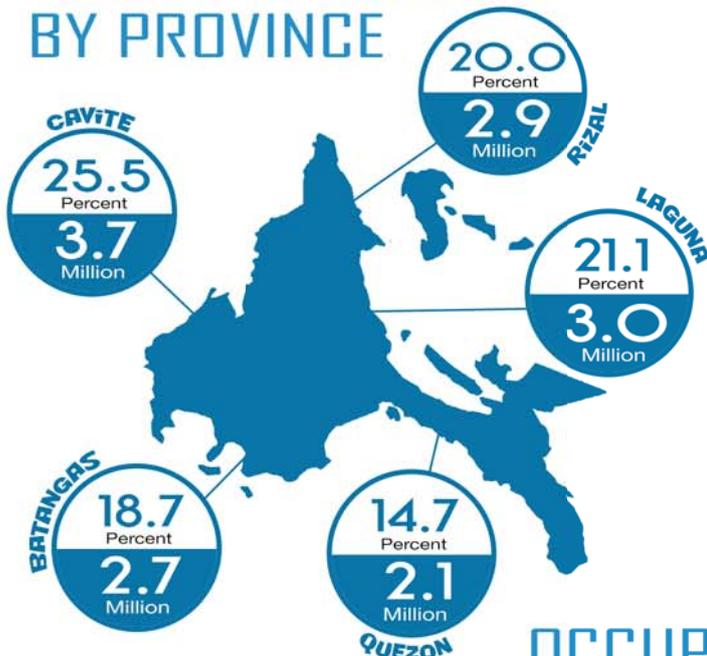 BY PROVINCE
20.0
Percent
2.9
Million
RiZAL
CAViTE
25.5
Percent
3.7
Million
LAGUNA
21.1
Percent
3.0
Million
BATANGAS
18.7
Percent
2.7
Million
14.7
Percent
2.1
Million
QUEZON